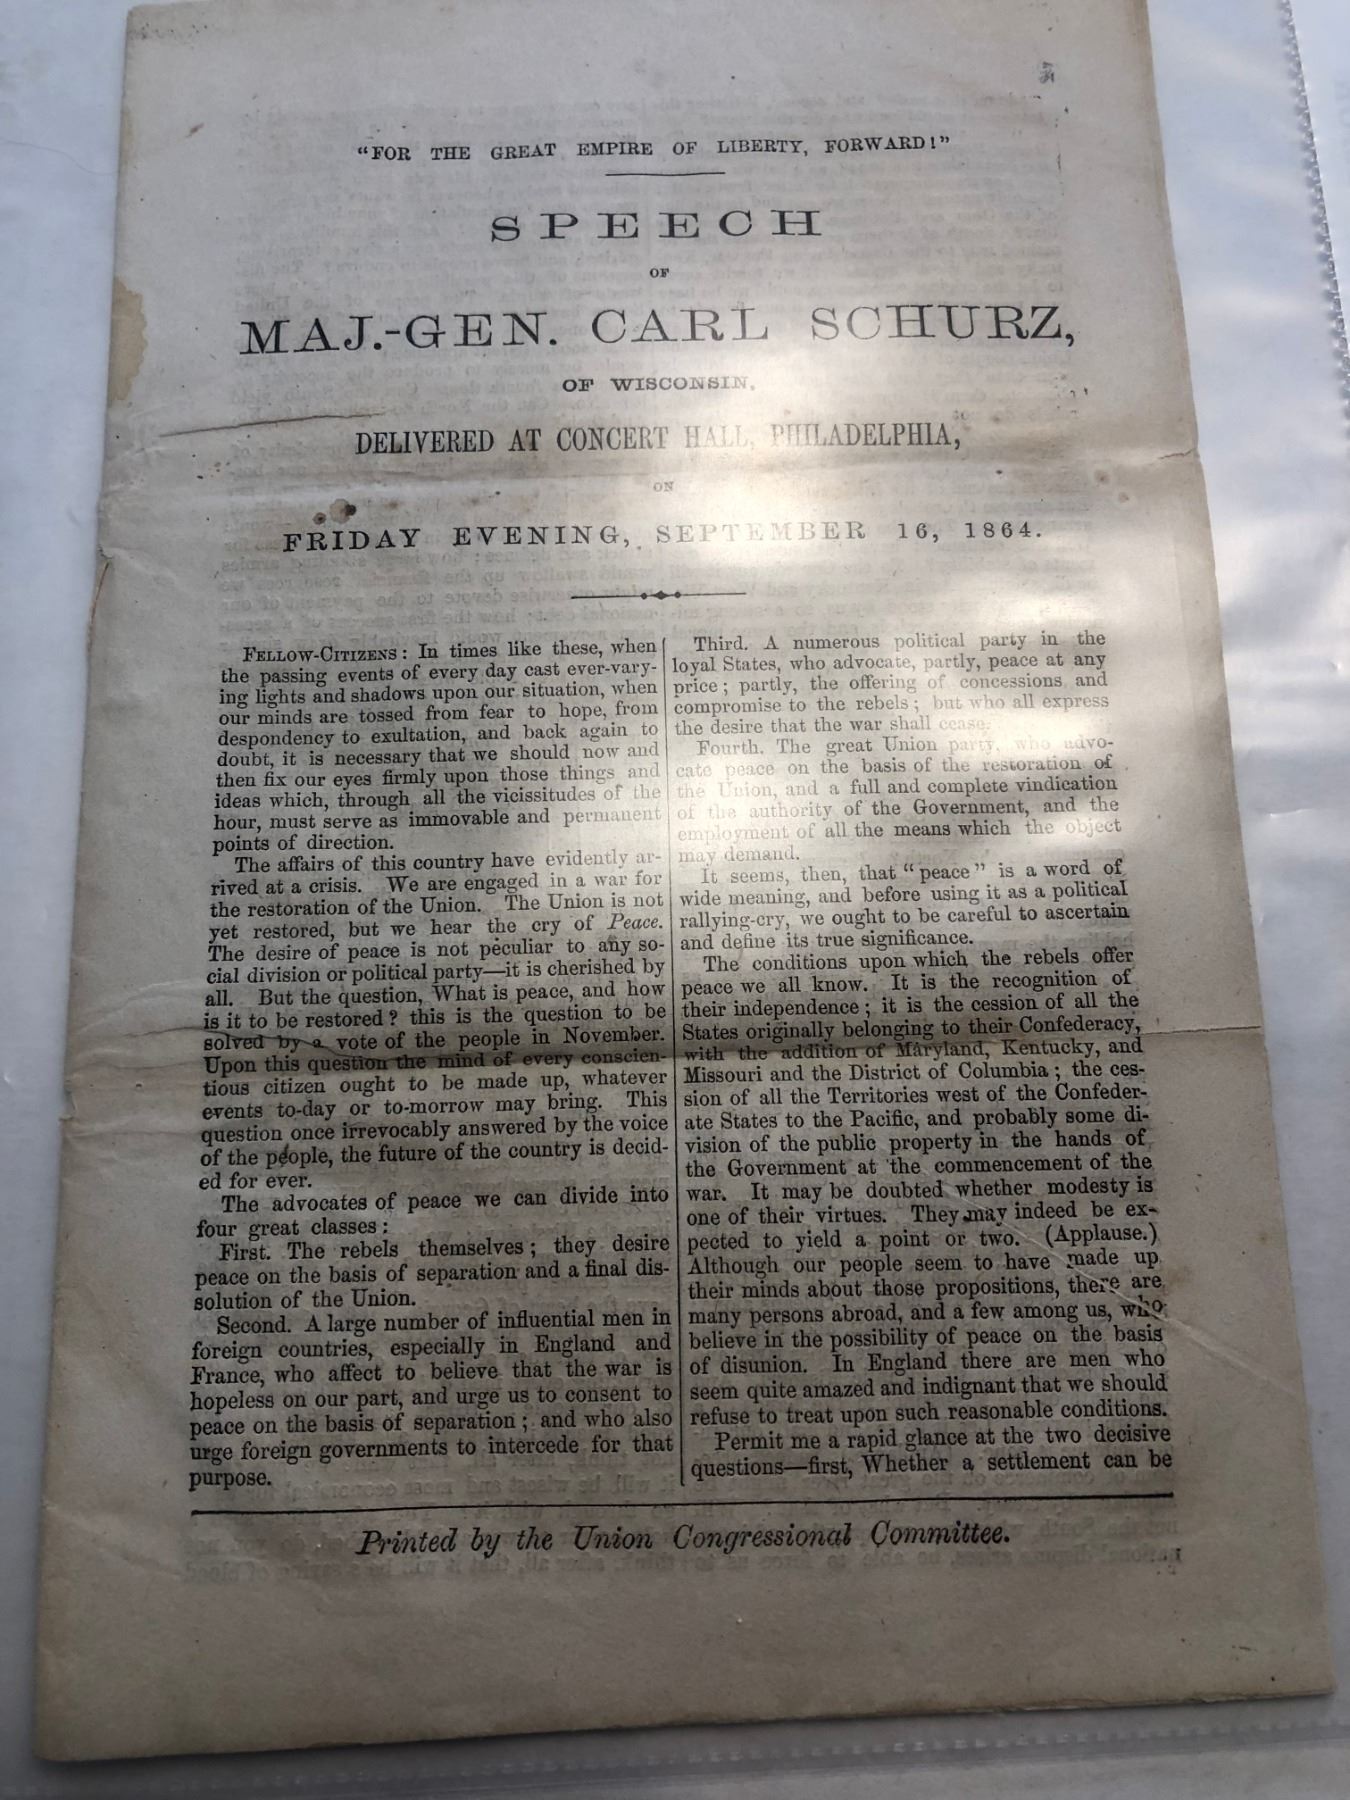 “FOR THE GREAT EMPIRE OF LIBERTY, FORWARD!”
SPEECH
OF
MAJ.-GEN. CARL SCHURZ,
OF WISCONSIN,
DELIVERED AT CONCERT HALL, PHILADELPHIA,
ON
FRIDAY EVENING, SEPTEMBER 16, 1864.
FELLOW-CITIZENS: In times like these, when
the passing events of every day cast ever-vary-
ing lights and shadows upon our situation, when
our minds are tossed from fear to hope, from
despondency to exultation, and back again to
doubt, it is necessary that we should now and
then fix our eyes firmly upon those things and
ideas which, through all the vicissitudes of the
hour, must serve as immovable and permanent
points of direction.
The affairs of this country have evidently ar-
rived at a crisis. We are engaged in a war for
the restoration of the Union. The Union is not
yet restored, but we hear the cry of Peace.
The desire of peace is not peculiar to any so-
cial division or political party—it is cherished by
all. But the question, What is peace, and how
is it to be restored? this is the question to be
solved by a vote of the people in November.
Upon this question the mind of every conscien-
tious citizen ought to be made up, whatever
events to-day or to-morrow may bring. This
question once irrevocably answered by the voice
of the people, the future of the country is decid-
ed for ever.
The advocates of peace we can divide into
four great classes:
First. The rebels themselves; they desire
peace on the basis of separation and a final dis-
solution of the Union.
Second. A large number of influential men in
foreign countries, especially in England and
France, who affect to believe that the war is
hopeless on our part, and urge us to consent to
peace on the basis of separation; and who also
urge foreign governments to intercede for that
purpose.
Third. A numerous political party in the
loyal States, who advocate, partly, peace at any
price; partly, the offering of concessions and
compromise to the rebels; but who all express
the desire that the war shall cease.
Fourth. The great Union party, who advo-
cate peace on the basis of the restoration of
the Union, and a full and complete vindication
of the authority of the Government, and the
employment of all the means which the object
may demand.
It seems, then, that “peace” is a word of
wide meaning, and before using it as a political
rallying-cry, we ought to be careful to ascertain
and define its true significance.
The conditions upon which the rebels offer
peace we all know. It is the recognition of
their independence; it is the cession of all the
States originally belonging to their Confederacy,
with the addition of Maryland, Kentucky, and
Missouri and the District of Columbia; the ces-
sion of all the Territories west of the Confeder-
ate States to the Pacific, and probably some di-
vision of the public property in the hands of
the Government at the commencement of the
war. It may be doubted whether modesty is
one of their virtues. They may indeed be ex-
pected to yield a point or two. (Applause.)
Although our people seem to have made up
their minds about those propositions, there are
many persons abroad, and a few among us, who
believe in the possibility of peace on the basis
of disunion. In England there are men who
seem quite amazed and indignant that we should
refuse to treat upon such reasonable conditions.
Permit me a rapid glance at the two decisive
questions—first, Whether a settlement can be
Printed by the Union Congressional Committee.